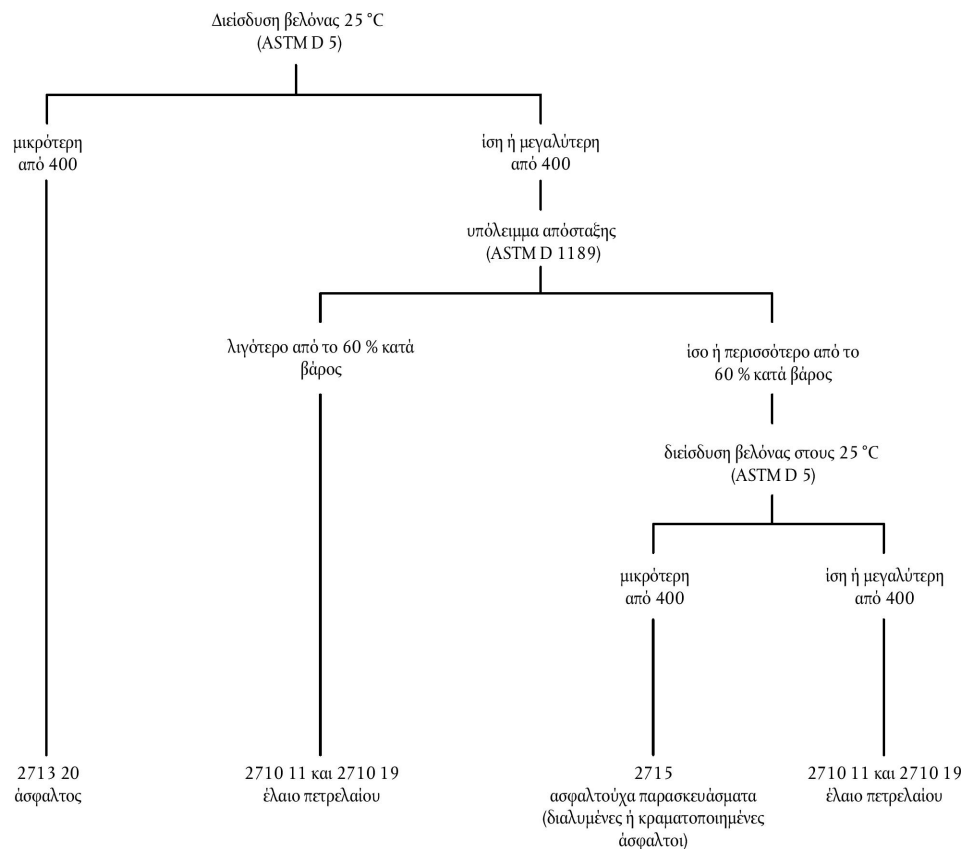 Διείσδυση βελόνας 25 °C
(ASTM D 5)
μικρότερη
από 400
ίση ή μεγαλύτερη
από 400
υπόλειμμα απόσταξης
(ASTM D 1189)
λιγότερο από το 60 % κατά
βάρος
ίσο ή περισσότερο από το
60 % κατά βάρος
διείσδυση βελόνας στους 25 °C
(ASTM D 5)
μικρότερη
από 400
ίση ή μεγαλύτερη
από 400
2713 20
άσφαλτος
2710 11 και 2710 19
έλαιο πετρελαίου
2715
ασφαλτούχα παρασκευάσματα
(διαλυμένες ή κραματοποιημένες
άσφαλτοι)
2710 11 και 2710 19
έλαιο πετρελαίου